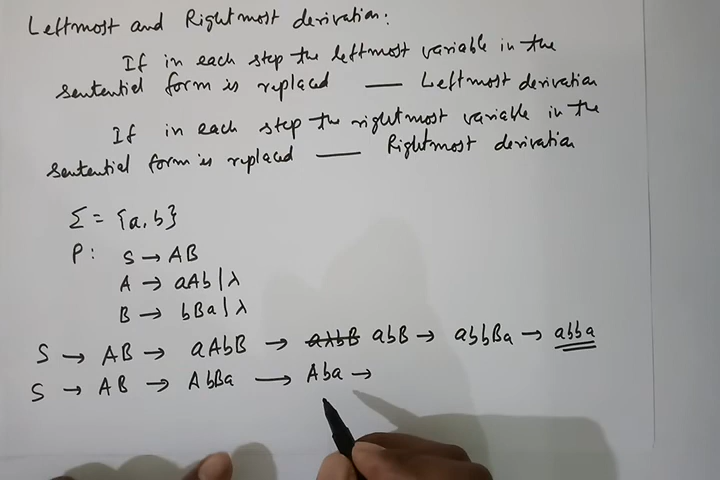 Leftmost and Rightmost derivation:
If in each step the leftmost variable in the
sentential form is replaced — Leftmost derivation
If in each step the rightmost variable in the
sentential form is replaced — Rightmost derivation
Σ = {a, b}
P: S → AB
A → aAb | λ
B → bBa | λ
S → AB → aAbB → aλbB abB → abbBa → abba
S → AB → AbBa → Aba →